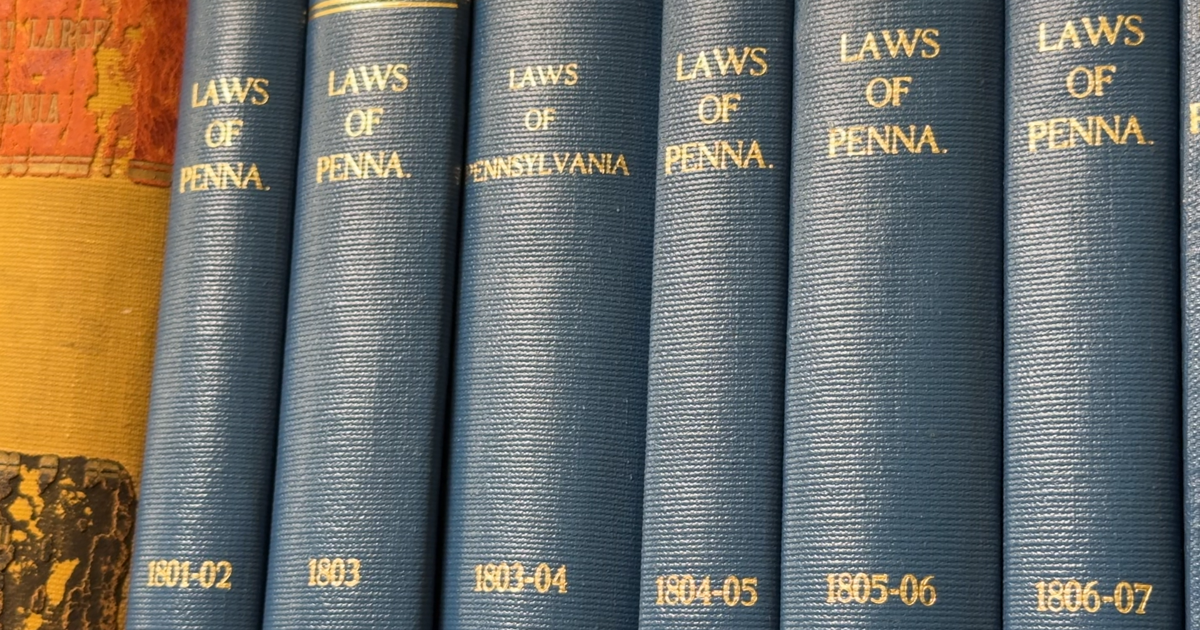 LARGE
LAWS
OF
PENNA.
1801-02
LAWS
OF
PENNA.
1803
LAWS
OF
PENNSYLVANIA
1803-04
LAWS
OF
PENNA.
1804-05
LAWS
OF
PENNA.
1805-06
LAWS
OF
PENNA.
1806-07